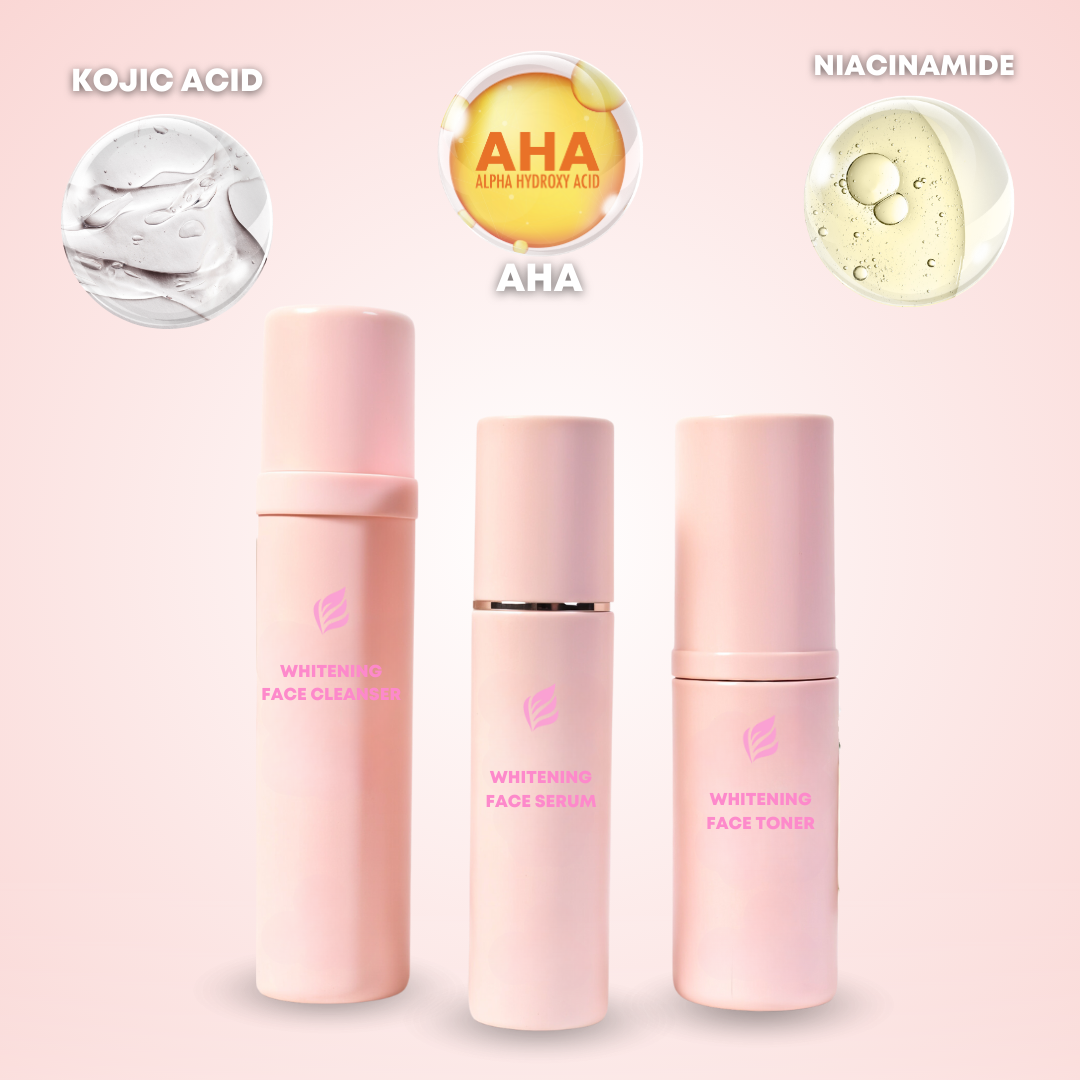 KOJIC ACID
AHA
ALPHA HYDROXY ACID
AHA
NIACINAMIDE
WHITENING
FACE CLEANSER
WHITENING
FACE SERUM
WHITENING
FACE TONER